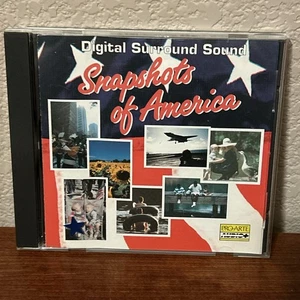 Digital Surround Sound
Snapshots
of America
PRO ARTE